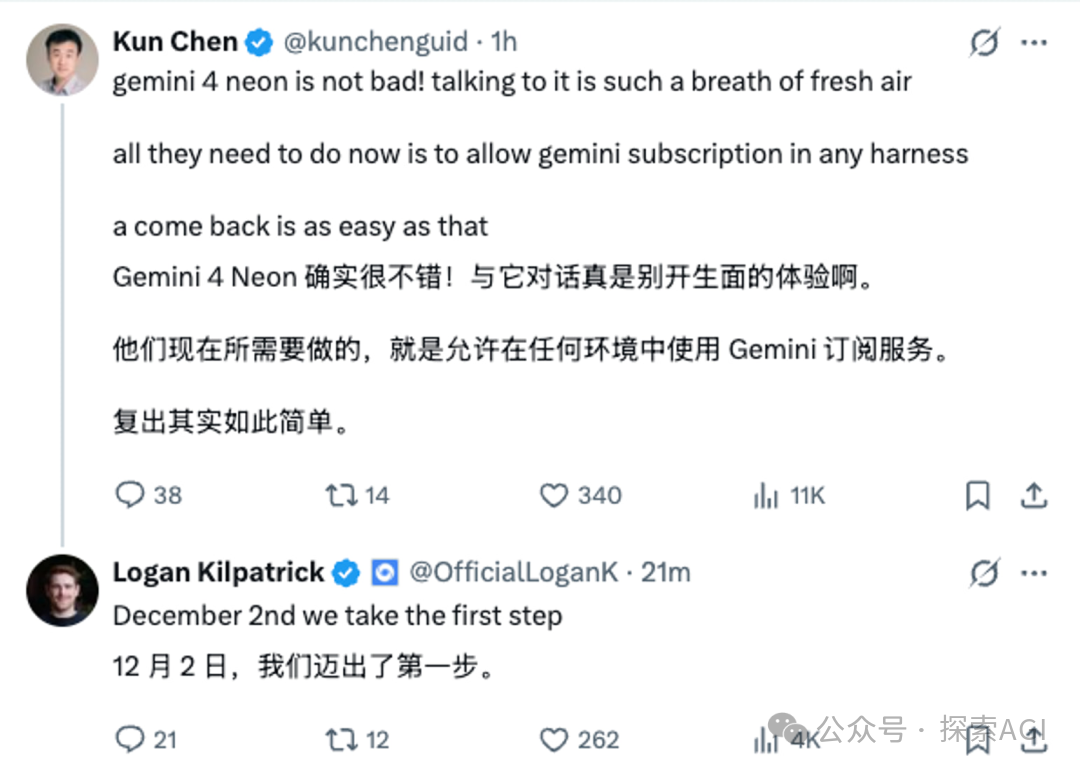 Kun Chen @kunchenguid · 1h
gemini 4 neon is not bad! talking to it is such a breath of fresh air
all they need to do now is to allow gemini subscription in any harness
a come back is as easy as that
Gemini 4 Neon 确实很不错！与它对话真是别开生面的体验啊。
他们现在所需要做的，就是允许在任何环境中使用 Gemini 订阅服务。
复出其实如此简单。
38 14 340 11K
Logan Kilpatrick @OfficialLoganK · 21m
December 2nd we take the first step
12 月 2 日，我们迈出了第一步。
21 12 262 4K
公众号 · 探索AGI